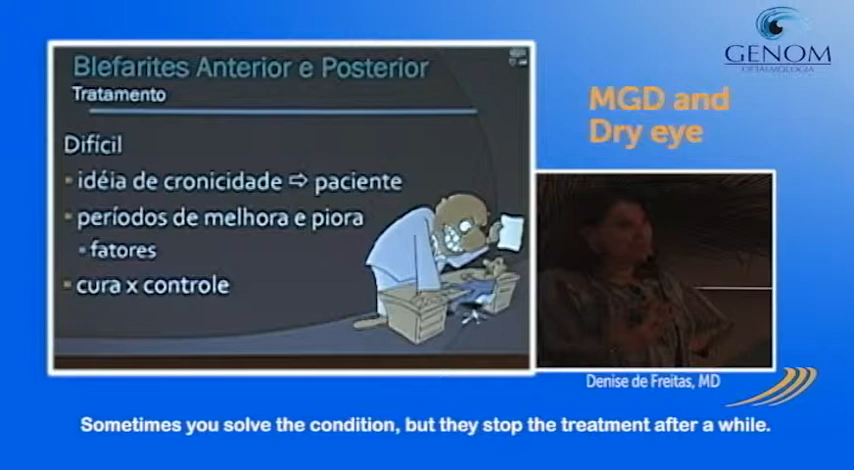 GENOM
OFTALMOLOGIA
Blefarites Anterior e Posterior
Tratamento
Difícil
idéia de cronicidade ⇨ paciente
períodos de melhora e piora
fatores
cura x controle
MGD and
Dry eye
Denise de Freitas, MD
Sometimes you solve the condition, but they stop the treatment after a while.